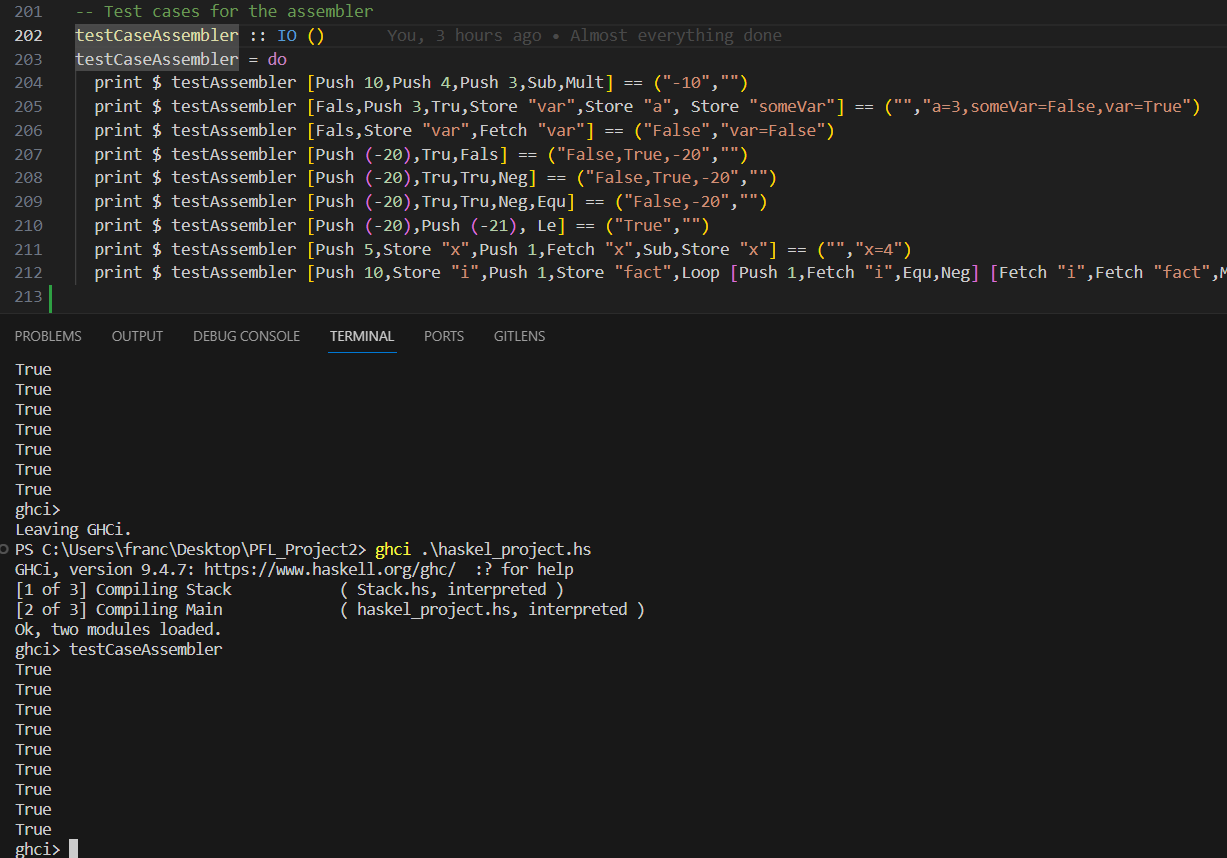 201 -- Test cases for the assembler
202 testCaseAssembler :: IO () You, 3 hours ago • Almost everything done
203 testCaseAssembler = do
204 print $ testAssembler [Push 10,Push 4,Push 3,Sub,Mult] == ("-10","")
205 print $ testAssembler [Fals,Push 3,Tru,Store "var",Store "a", Store "someVar"] == ("","a=3,someVar=False,var=True")
206 print $ testAssembler [Fals,Store "var",Fetch "var"] == ("False","var=False")
207 print $ testAssembler [Push (-20),Tru,Fals] == ("False,True,-20","")
208 print $ testAssembler [Push (-20),Tru,Tru,Neg] == ("False,True,-20","")
209 print $ testAssembler [Push (-20),Tru,Tru,Neg,Equ] == ("False,-20","")
210 print $ testAssembler [Push (-20),Push (-21), Le] == ("True","")
211 print $ testAssembler [Push 5,Store "x",Push 1,Fetch "x",Sub,Store "x"] == ("","x=4")
212 print $ testAssembler [Push 10,Store "i",Push 1,Store "fact",Loop [Push 1,Fetch "i",Equ,Neg] [Fetch "i",Fetch "fact",M
213
PROBLEMS OUTPUT DEBUG CONSOLE TERMINAL PORTS GITLENS
True
True
True
True
True
True
True
ghci>
Leaving GHCi.
PS C:\Users\franc\Desktop\PFL_Project2> ghci .\haskel_project.hs
GHCi, version 9.4.7: https://www.haskell.org/ghc/ :? for help
[1 of 3] Compiling Stack ( Stack.hs, interpreted )
[2 of 3] Compiling Main ( haskel_project.hs, interpreted )
Ok, two modules loaded.
ghci> testCaseAssembler
True
True
True
True
True
True
True
True
True
ghci>